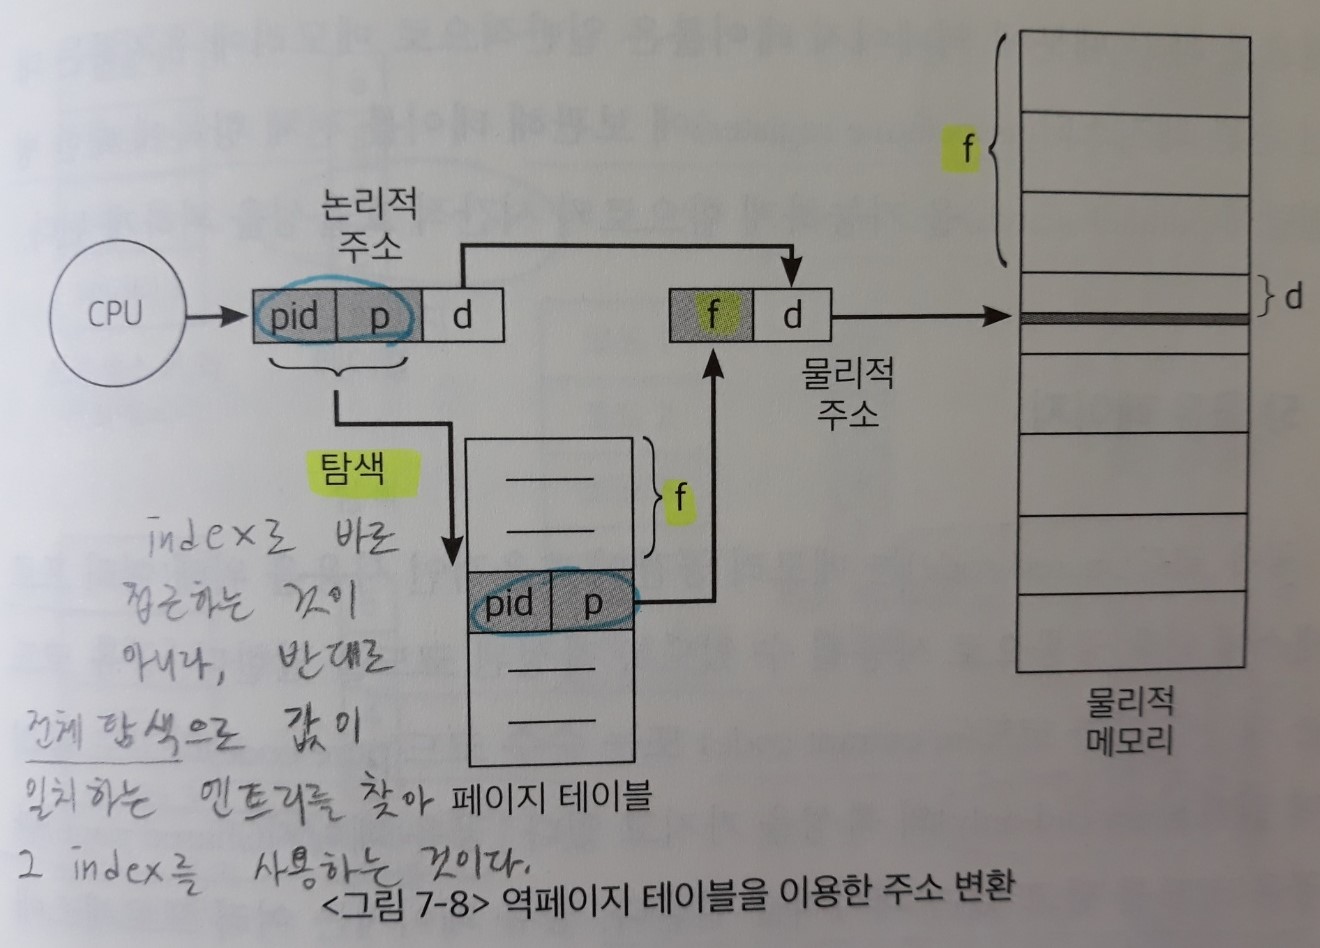 논리적
주소
CPU
pid p d
f d
물리적
주소
f
d
탐색
f
pid p
페이지 테이블
물리적
메모리
index로 바로
접근하는 것이
아니라, 반대로
전체 탐색으로 값이
일치하는 엔트리를 찾아
그 index를 사용하는 것이다.
<그림 7-8> 역페이지 테이블을 이용한 주소 변환